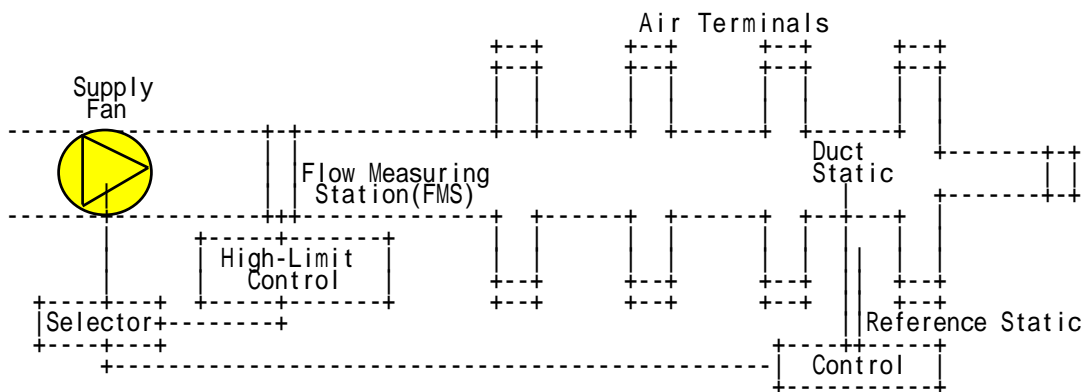 Air Terminals
Supply
Fan
Duct
Static
Flow Measuring
Station(FMS)
High-Limit
Control
Selector
Reference Static
Control